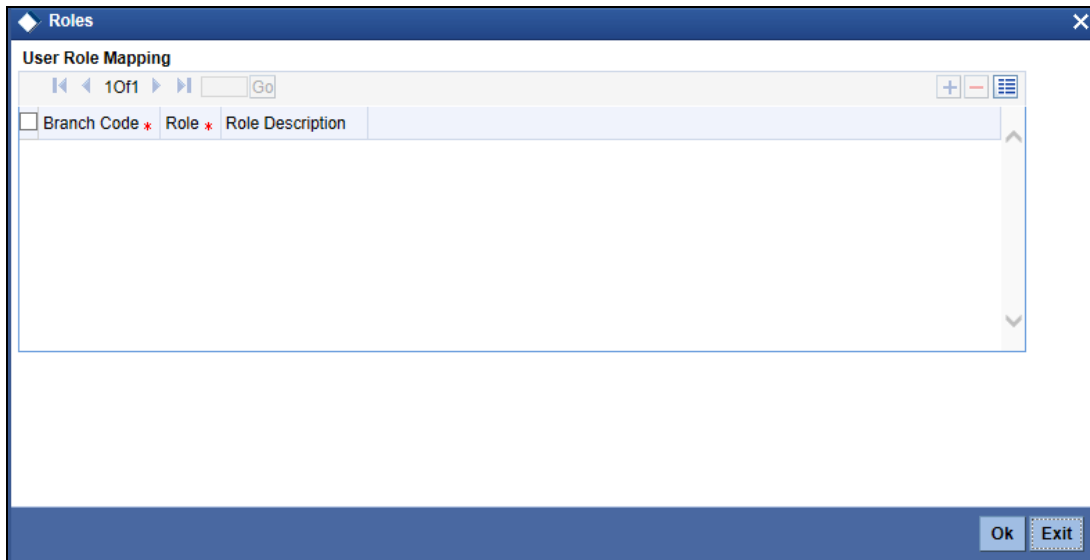 Roles
User Role Mapping
1Of1 Go
Branch Code * Role * Role Description
Ok Exit